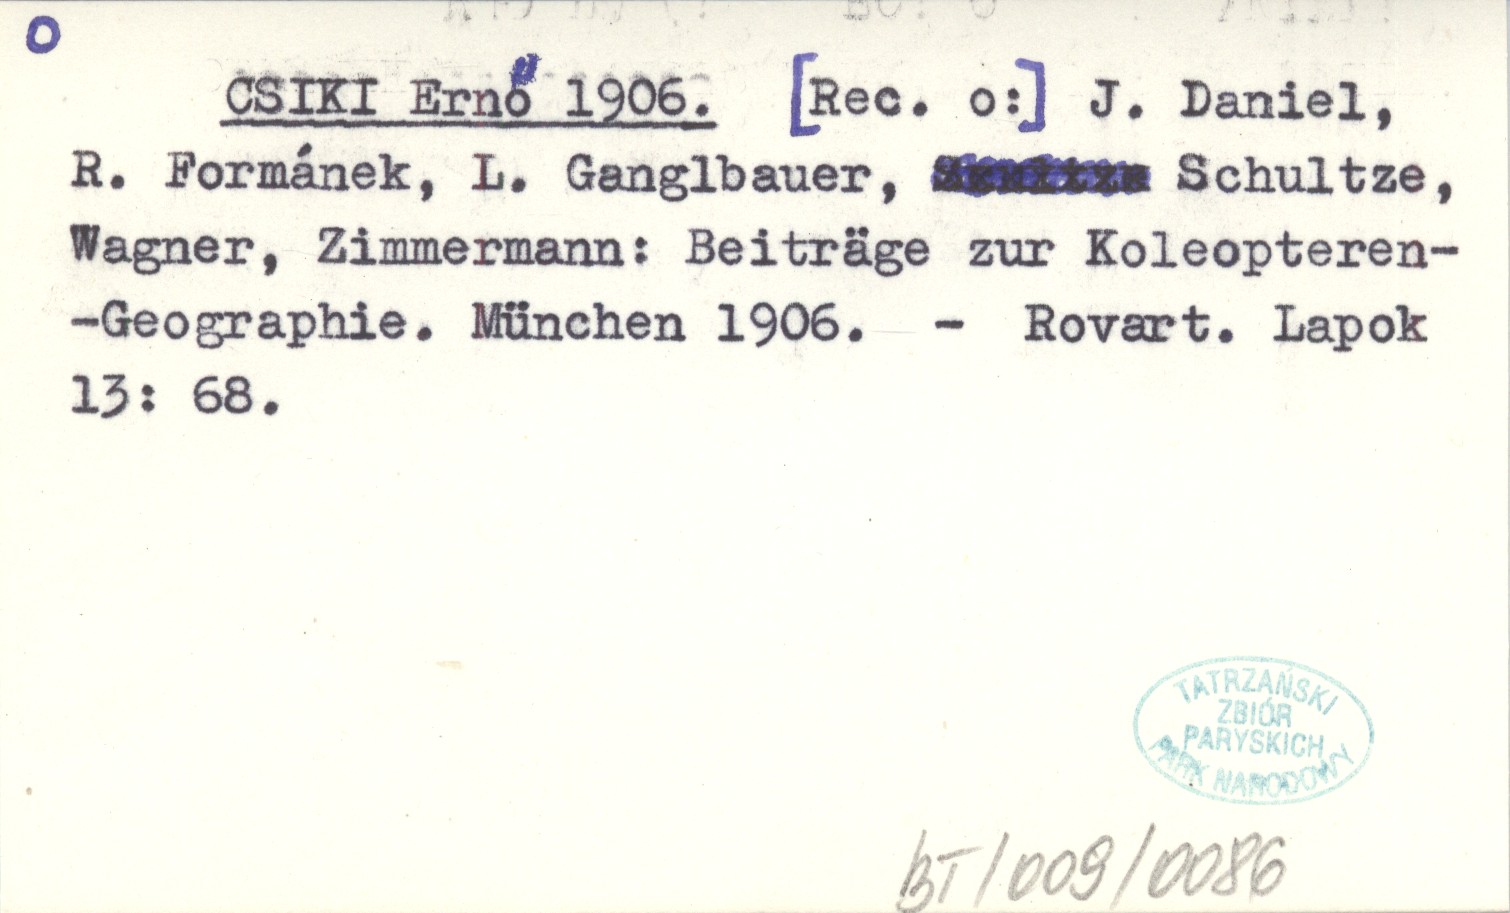 o
CSIKI Ernő 1906. [Rec. o:] J. Daniel,
R. Formánek, L. Ganglbauer, Schultze,
Wagner, Zimmermann: Beiträge zur Koleopteren-
-Geographie. München 1906. - Rovart. Lapok
13: 68.
TATRZAŃSKI
ZBIÓR
PARYSKICH
PARK NARODOWY
BT/009/0086